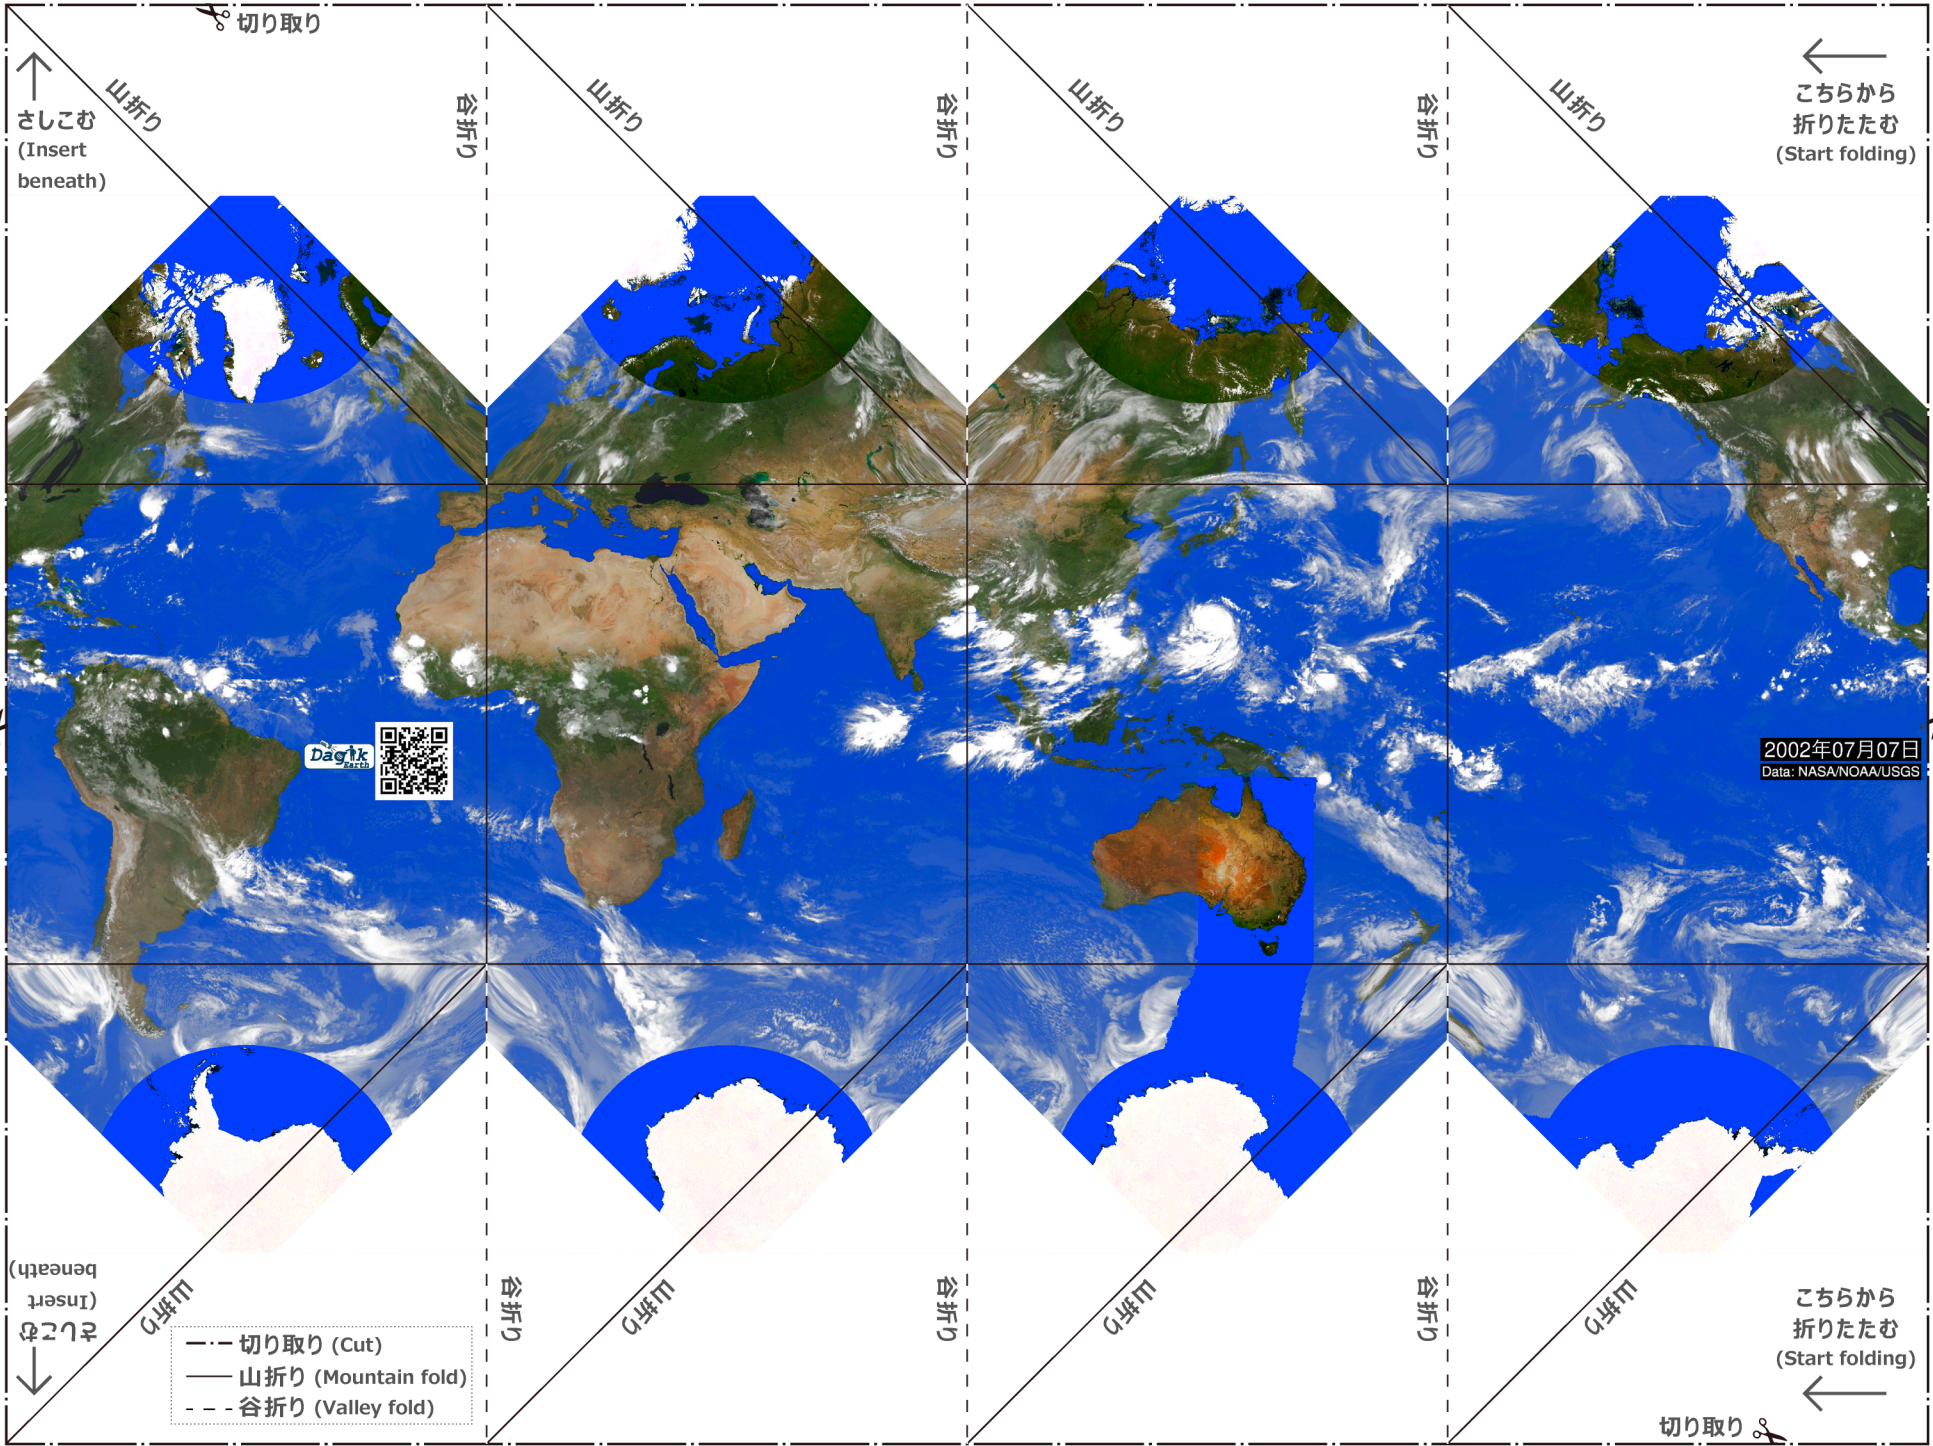 切り取り
山折り
谷折り
山折り
谷折り
山折り
谷折り
山折り
さしこむ
(Insert
beneath)
こちらから
折りたたむ
(Start folding)
Dagik
Earth
2002年07月07日
Data: NASA/NOAA/USGS
さしこむ
(Insert
beneath)
山折り
谷折り
山折り
谷折り
山折り
谷折り
山折り
こちらから
折りたたむ
(Start folding)
切り取り (Cut)
山折り (Mountain fold)
谷折り (Valley fold)
切り取り